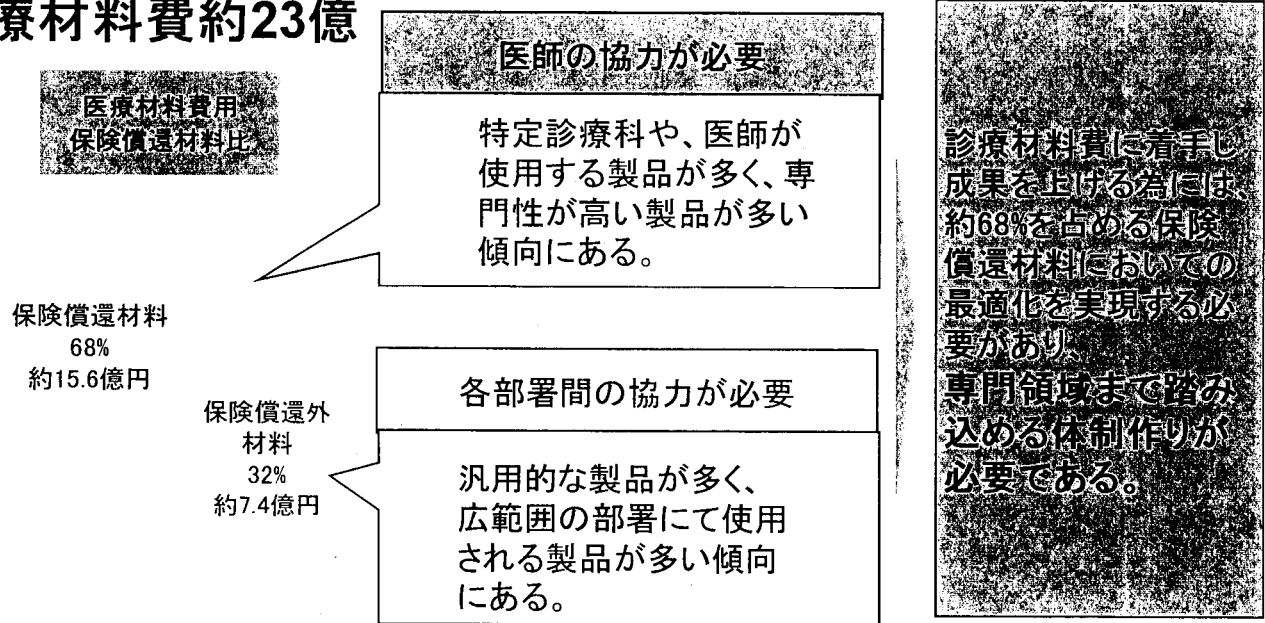 療材料費約23億
医療材料費用
保険償還材料比
保険償還材料
68%
約15.6億円
保険償還外
材料
32%
約7.4億円
医師の協力が必要
特定診療科や、医師が
使用する製品が多く、専
門性が高い製品が多い
傾向にある。
各部署間の協力が必要
汎用的な製品が多く、
広範囲の部署にて使用
される製品が多い傾向
にある。
診療材料費に着手し
成果を上げる為には
約68%を占める保険
償還材料においての
最適化を実現する必
要があり、
専門領域まで踏み
込める体制作りが
必要である。